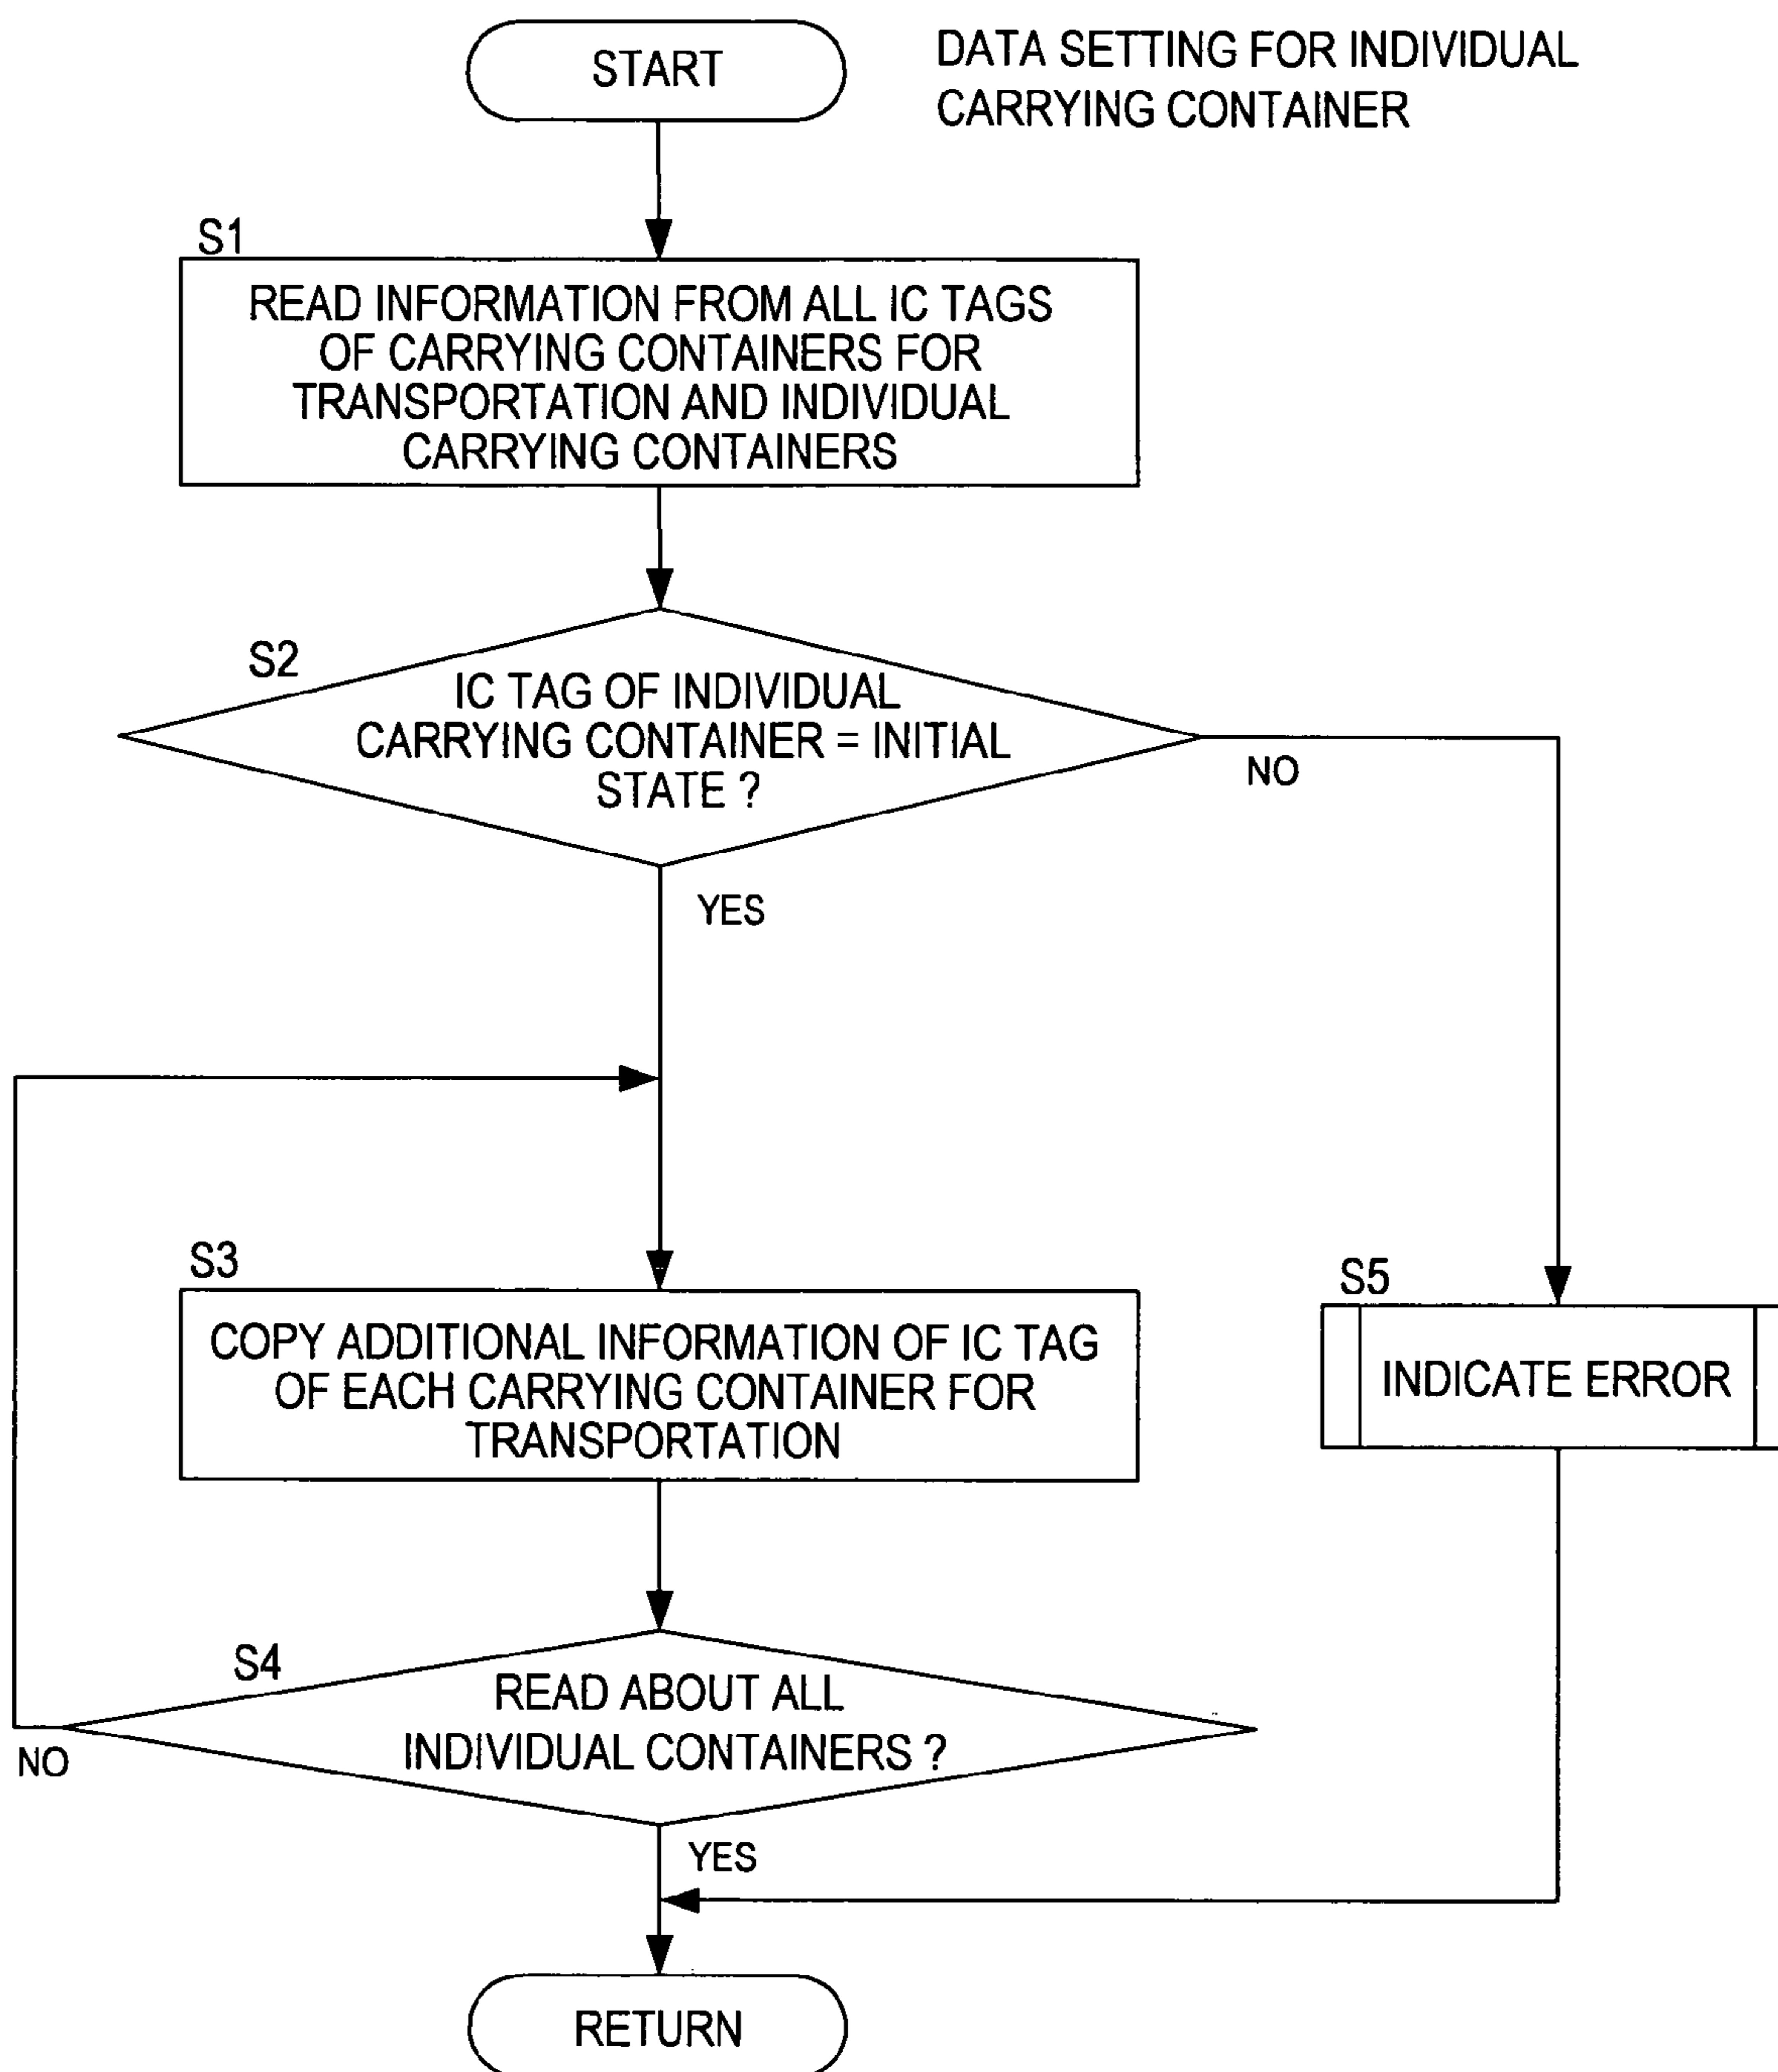 START
DATA SETTING FOR INDIVIDUAL
CARRYING CONTAINER
S1
READ INFORMATION FROM ALL IC TAGS
OF CARRYING CONTAINERS FOR
TRANSPORTATION AND INDIVIDUAL
CARRYING CONTAINERS
S2
IC TAG OF INDIVIDUAL
CARRYING CONTAINER = INITIAL
STATE ?
NO
YES
S3
COPY ADDITIONAL INFORMATION OF IC TAG
OF EACH CARRYING CONTAINER FOR
TRANSPORTATION
S5
INDICATE ERROR
S4
READ ABOUT ALL
INDIVIDUAL CONTAINERS ?
NO
YES
RETURN